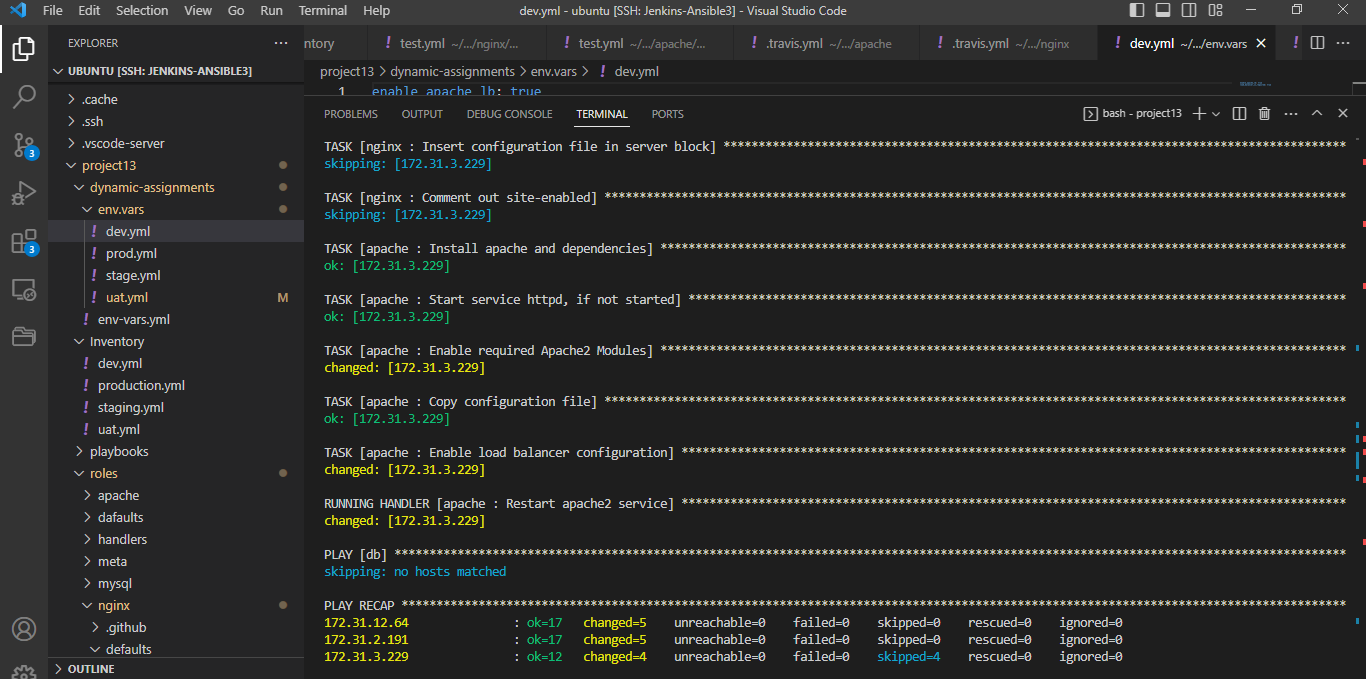 File Edit Selection View Go Run Terminal Help dev.yml - ubuntu [SSH: Jenkins-Ansible3] - Visual Studio Code
EXPLORER
UBUNTU [SSH: JENKINS-ANSIBLE3]
.cache
.ssh
.vscode-server
project13
dynamic-assignments
env.vars
! dev.yml
! prod.yml
! stage.yml
! uat.yml M
! env-vars.yml
Inventory
! dev.yml
! production.yml
! staging.yml
! uat.yml
playbooks
roles
apache
dafaults
handlers
meta
mysql
nginx
.github
defaults
OUTLINE
3
3
ntory ! test.yml ~/.../nginx/... ! test.yml ~/.../apache/... ! .travis.yml ~/.../apache ! .travis.yml ~/.../nginx ! dev.yml ~/.../env.vars !
project13 > dynamic-assignments > env.vars > ! dev.yml
1 enable_apache_lb: true
PROBLEMS OUTPUT DEBUG CONSOLE TERMINAL PORTS bash - project13
TASK [nginx : Insert configuration file in server block] *****************************************************************************************
skipping: [172.31.3.229]
TASK [nginx : Comment out site-enabled] **********************************************************************************************************
skipping: [172.31.3.229]
TASK [apache : Install apache and dependencies] **************************************************************************************************
ok: [172.31.3.229]
TASK [apache : Start service httpd, if not started] **********************************************************************************************
ok: [172.31.3.229]
TASK [apache : Enable required Apache2 Modules] **************************************************************************************************
changed: [172.31.3.229]
TASK [apache : Copy configuration file] **********************************************************************************************************
ok: [172.31.3.229]
TASK [apache : Enable load balancer configuration] ***********************************************************************************************
changed: [172.31.3.229]
RUNNING HANDLER [apache : Restart apache2 service] ***********************************************************************************************
changed: [172.31.3.229]
PLAY [db] ****************************************************************************************************************************************
skipping: no hosts matched
PLAY RECAP ***************************************************************************************************************************************
172.31.12.64 : ok=17 changed=5 unreachable=0 failed=0 skipped=0 rescued=0 ignored=0
172.31.2.191 : ok=17 changed=5 unreachable=0 failed=0 skipped=0 rescued=0 ignored=0
172.31.3.229 : ok=12 changed=4 unreachable=0 failed=0 skipped=4 rescued=0 ignored=0